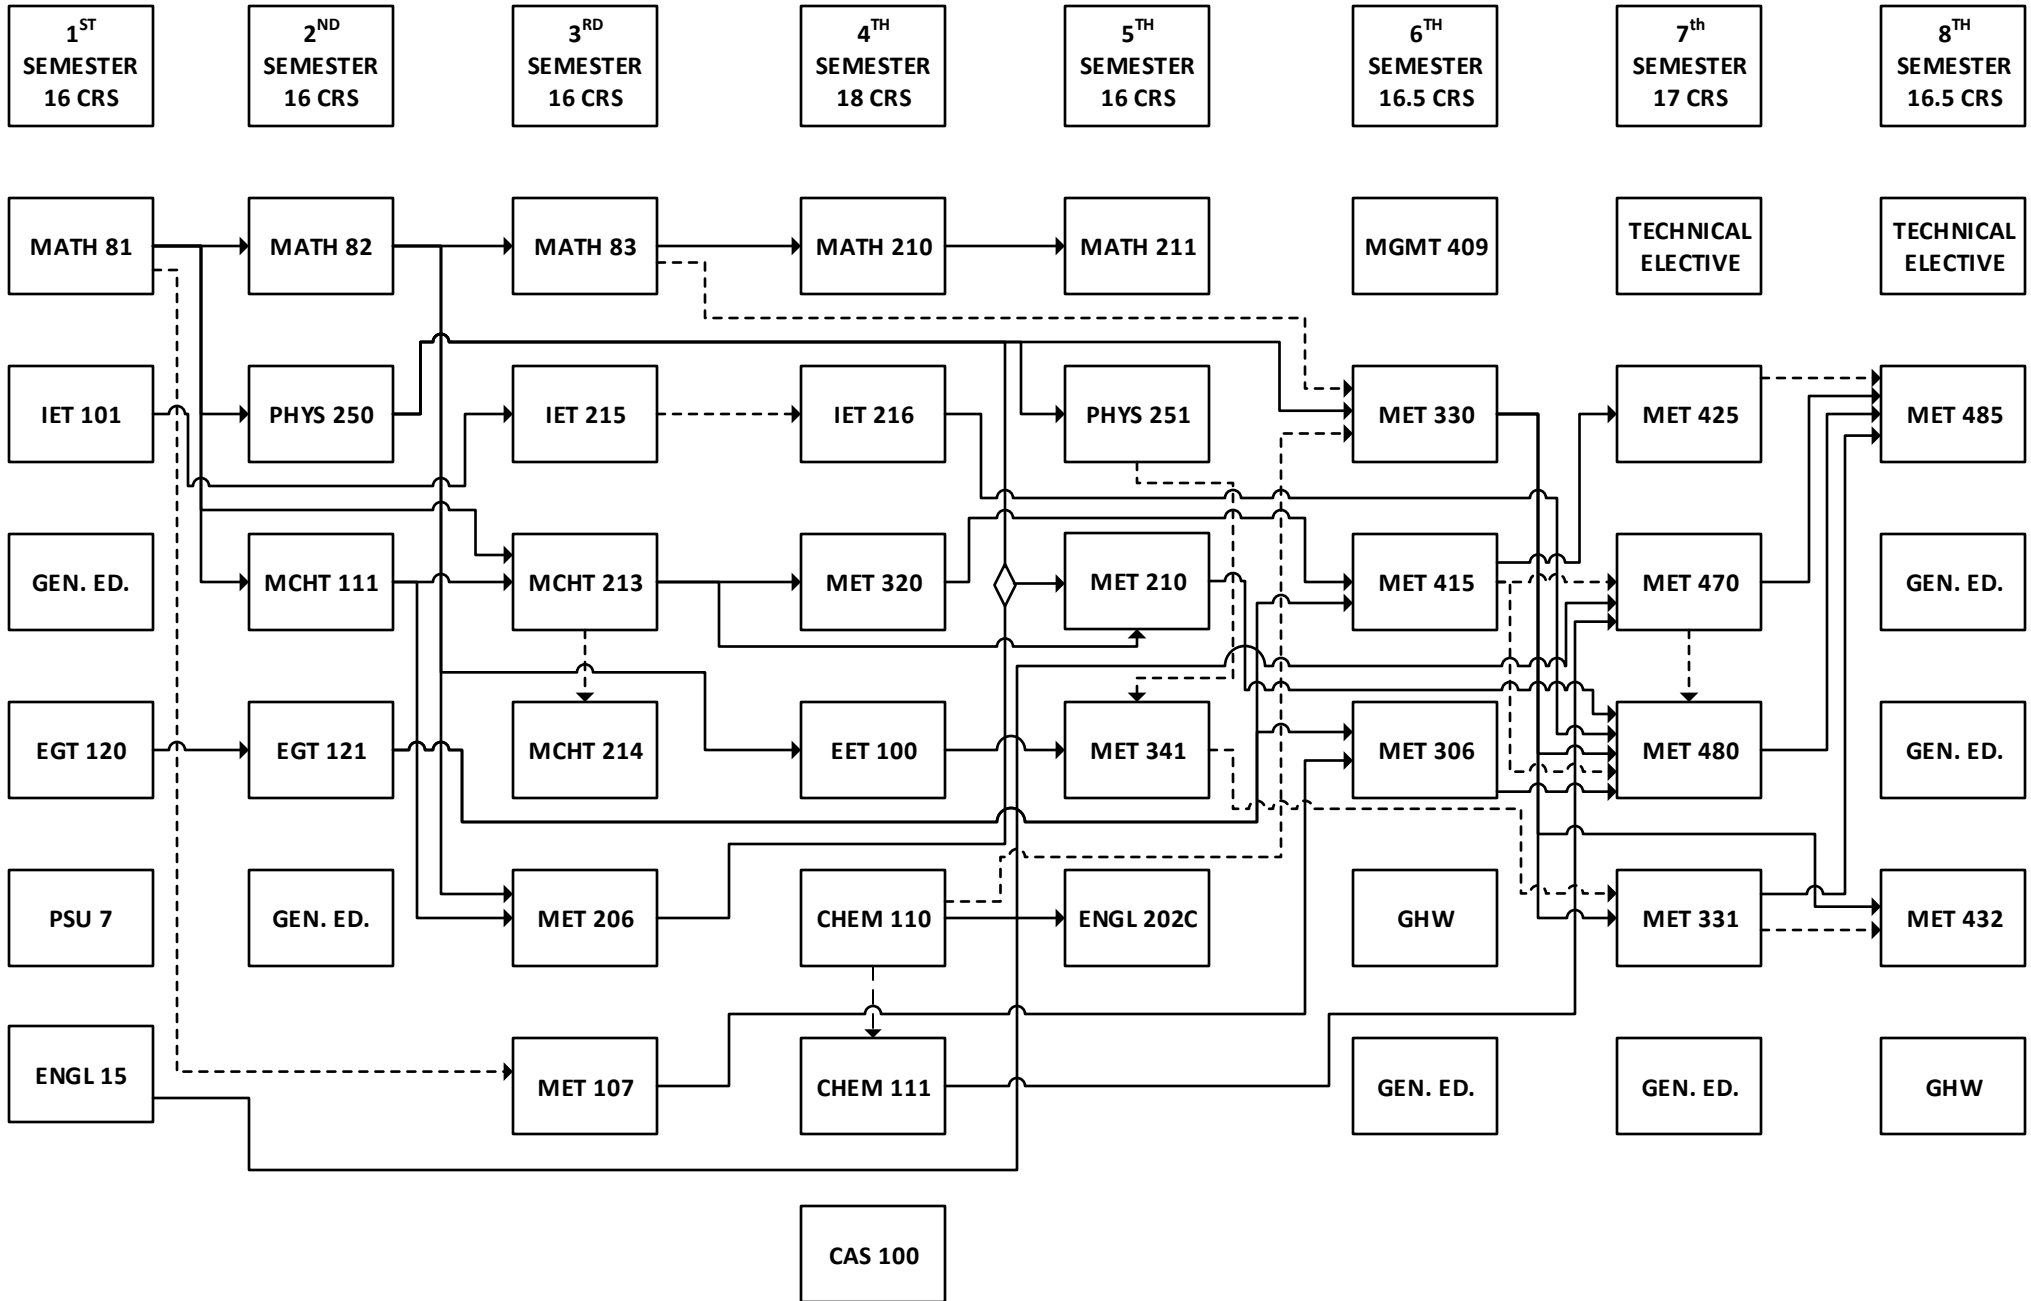 1ST
SEMESTER
16 CRS
2ND
SEMESTER
16 CRS
3RD
SEMESTER
16 CRS
4TH
SEMESTER
18 CRS
5TH
SEMESTER
16 CRS
6TH
SEMESTER
16.5 CRS
7th
SEMESTER
17 CRS
8TH
SEMESTER
16.5 CRS
MATH 81
MATH 82
MATH 83
MATH 210
MATH 211
MGMT 409
TECHNICAL
ELECTIVE
TECHNICAL
ELECTIVE
IET 101
PHYS 250
IET 215
IET 216
PHYS 251
MET 330
MET 425
MET 485
GEN. ED.
MCHT 111
MCHT 213
MET 320
MET 210
MET 415
MET 470
GEN. ED.
EGT 120
EGT 121
MCHT 214
EET 100
MET 341
MET 306
MET 480
GEN. ED.
PSU 7
GEN. ED.
MET 206
CHEM 110
ENGL 202C
GHW
MET 331
MET 432
ENGL 15
MET 107
CHEM 111
GEN. ED.
GEN. ED.
GHW
CAS 100